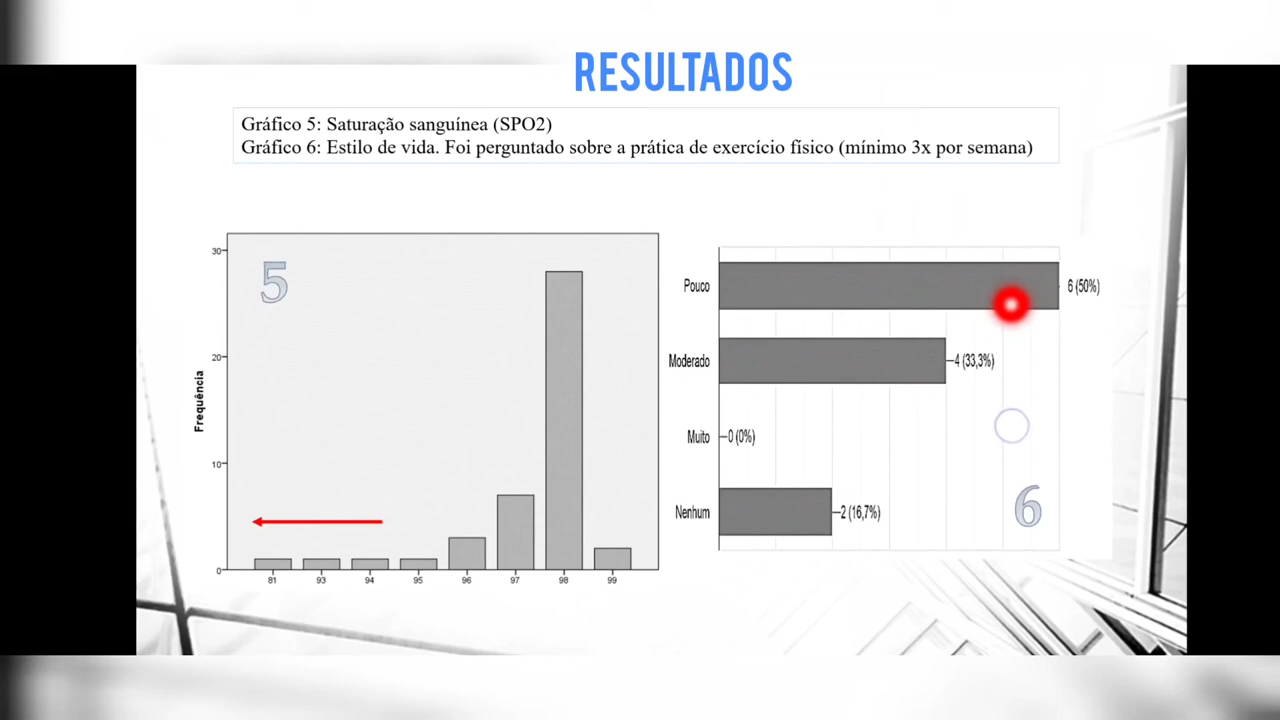 RESULTADOS
Gráfico 5: Saturação sanguínea (SPO2)
Gráfico 6: Estilo de vida. Foi perguntado sobre a prática de exercício físico (mínimo 3x por semana)
5
30
20
10
0
Frequência
81 93 94 95 96 97 98 99
Pouco 6 (50%)
Moderado 4 (33,3%)
Muito 0 (0%)
Nenhum 2 (16,7%)
6